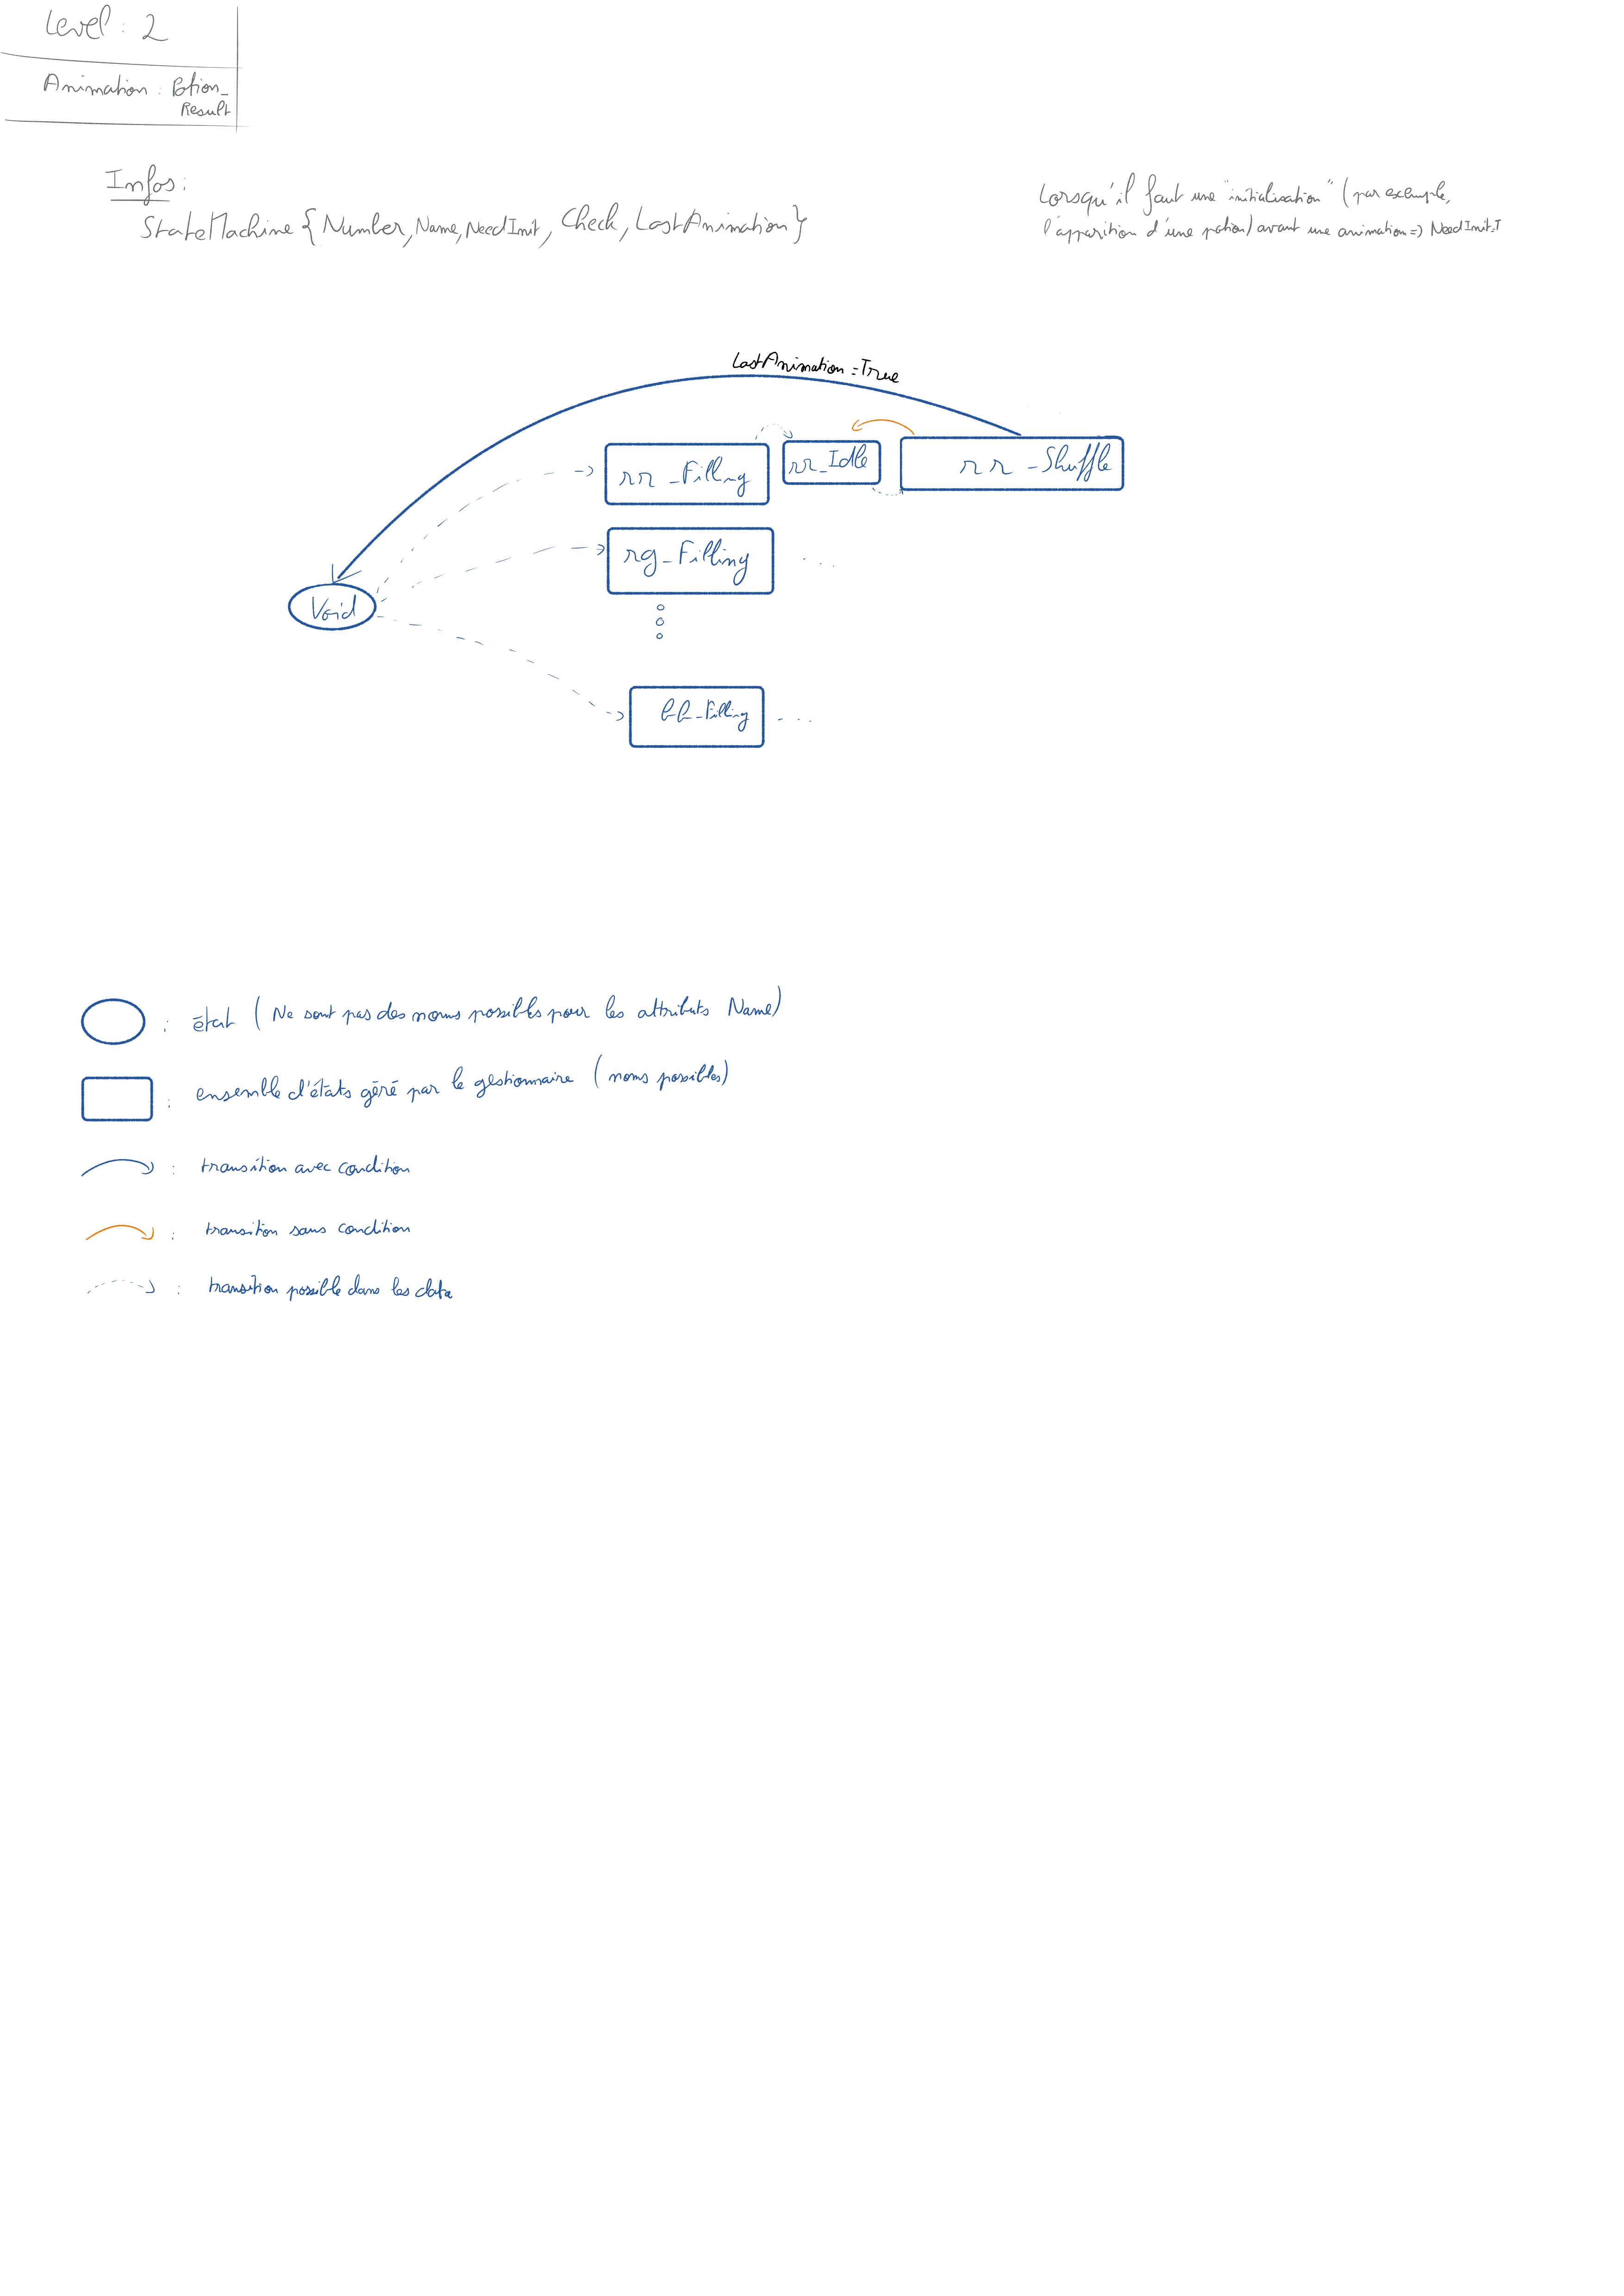 Level : 2
Animation : Potion_
Result
Infos :
StateMachine { Number, Name, NeedInit, Check, LastAnimation }
Lorsqu'il faut une "initialisation" (par exemple,
l'apparition d'une potion) avant une animation => NeedInit=T
LastAnimation = True
rr_Filling
rr_Idle
rr_Shuffle
rg_Filling
...
Void
bb_Filling
...
: état (Ne sont pas des noms possibles pour les attributs Name)
: ensemble d'états géré par le gestionnaire (noms possibles)
: transition avec condition
: transition sans condition
: transition possible dans les data